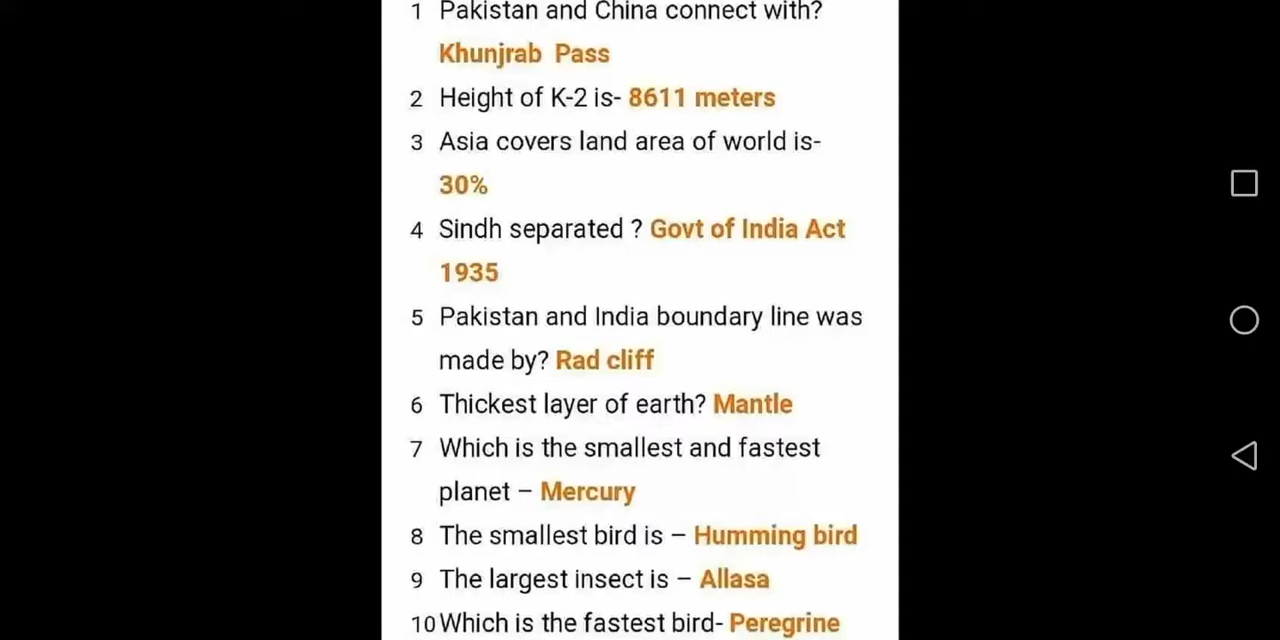 1 Pakistan and China connect with?
Khunjrab Pass
2 Height of K-2 is- 8611 meters
3 Asia covers land area of world is-
30%
4 Sindh separated ? Govt of India Act
1935
5 Pakistan and India boundary line was
made by? Rad cliff
6 Thickest layer of earth? Mantle
7 Which is the smallest and fastest
planet – Mercury
8 The smallest bird is – Humming bird
9 The largest insect is – Allasa
10 Which is the fastest bird- Peregrine